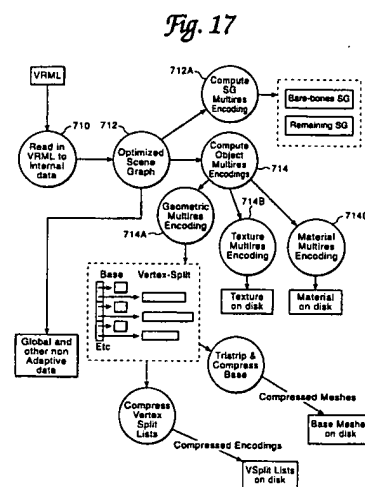 Fig. 17
VRML
710
Read in
VRML to
Internal
data
712
Optimized
Scene
Graph
712A
Compute
SG
Multires
Encoding
Bare-bones SG
Remaining SG
Compute
Object
Multires
Encodings
714
714A
Geometric
Multires
Encoding
714B
Texture
Multires
Encoding
714C
Material
Multires
Encoding
Texture
on disk
Material
on disk
Base
Vertex-Split
Etc
Global and
other non
Adaptive
data
Tristrip &
Compress
Base
Compressed Meshes
Base Meshes
on disk
Compress
Vertex
Split
Lists
Compressed Encodings
VSplit Lists
on disk